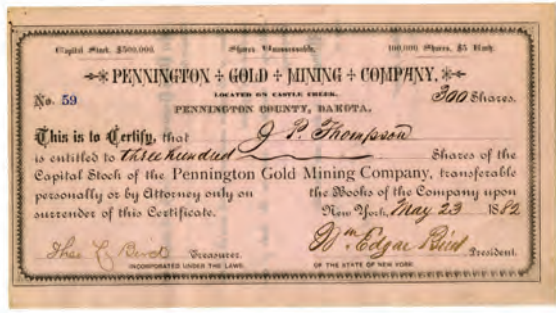 Capital Stock, $500,000. Shares Unassessable. 100,000 Shares, $5 Each.
PENNINGTON GOLD MINING COMPANY,
LOCATED ON CASTLE CREEK,
No. 59 300 Shares.
PENNINGTON COUNTY, DAKOTA.
This is to Certify, that J P. Thompson
is entitled to three hundred Shares of the
Capital Stock of the Pennington Gold Mining Company, transferable
personally or by Attorney only on the Books of the Company upon
surrender of this Certificate. New York, May 23 1882
Bird Treasurer. Wm Edgar Bird President.
INCORPORATED UNDER THE LAWS OF THE STATE OF NEW YORK.